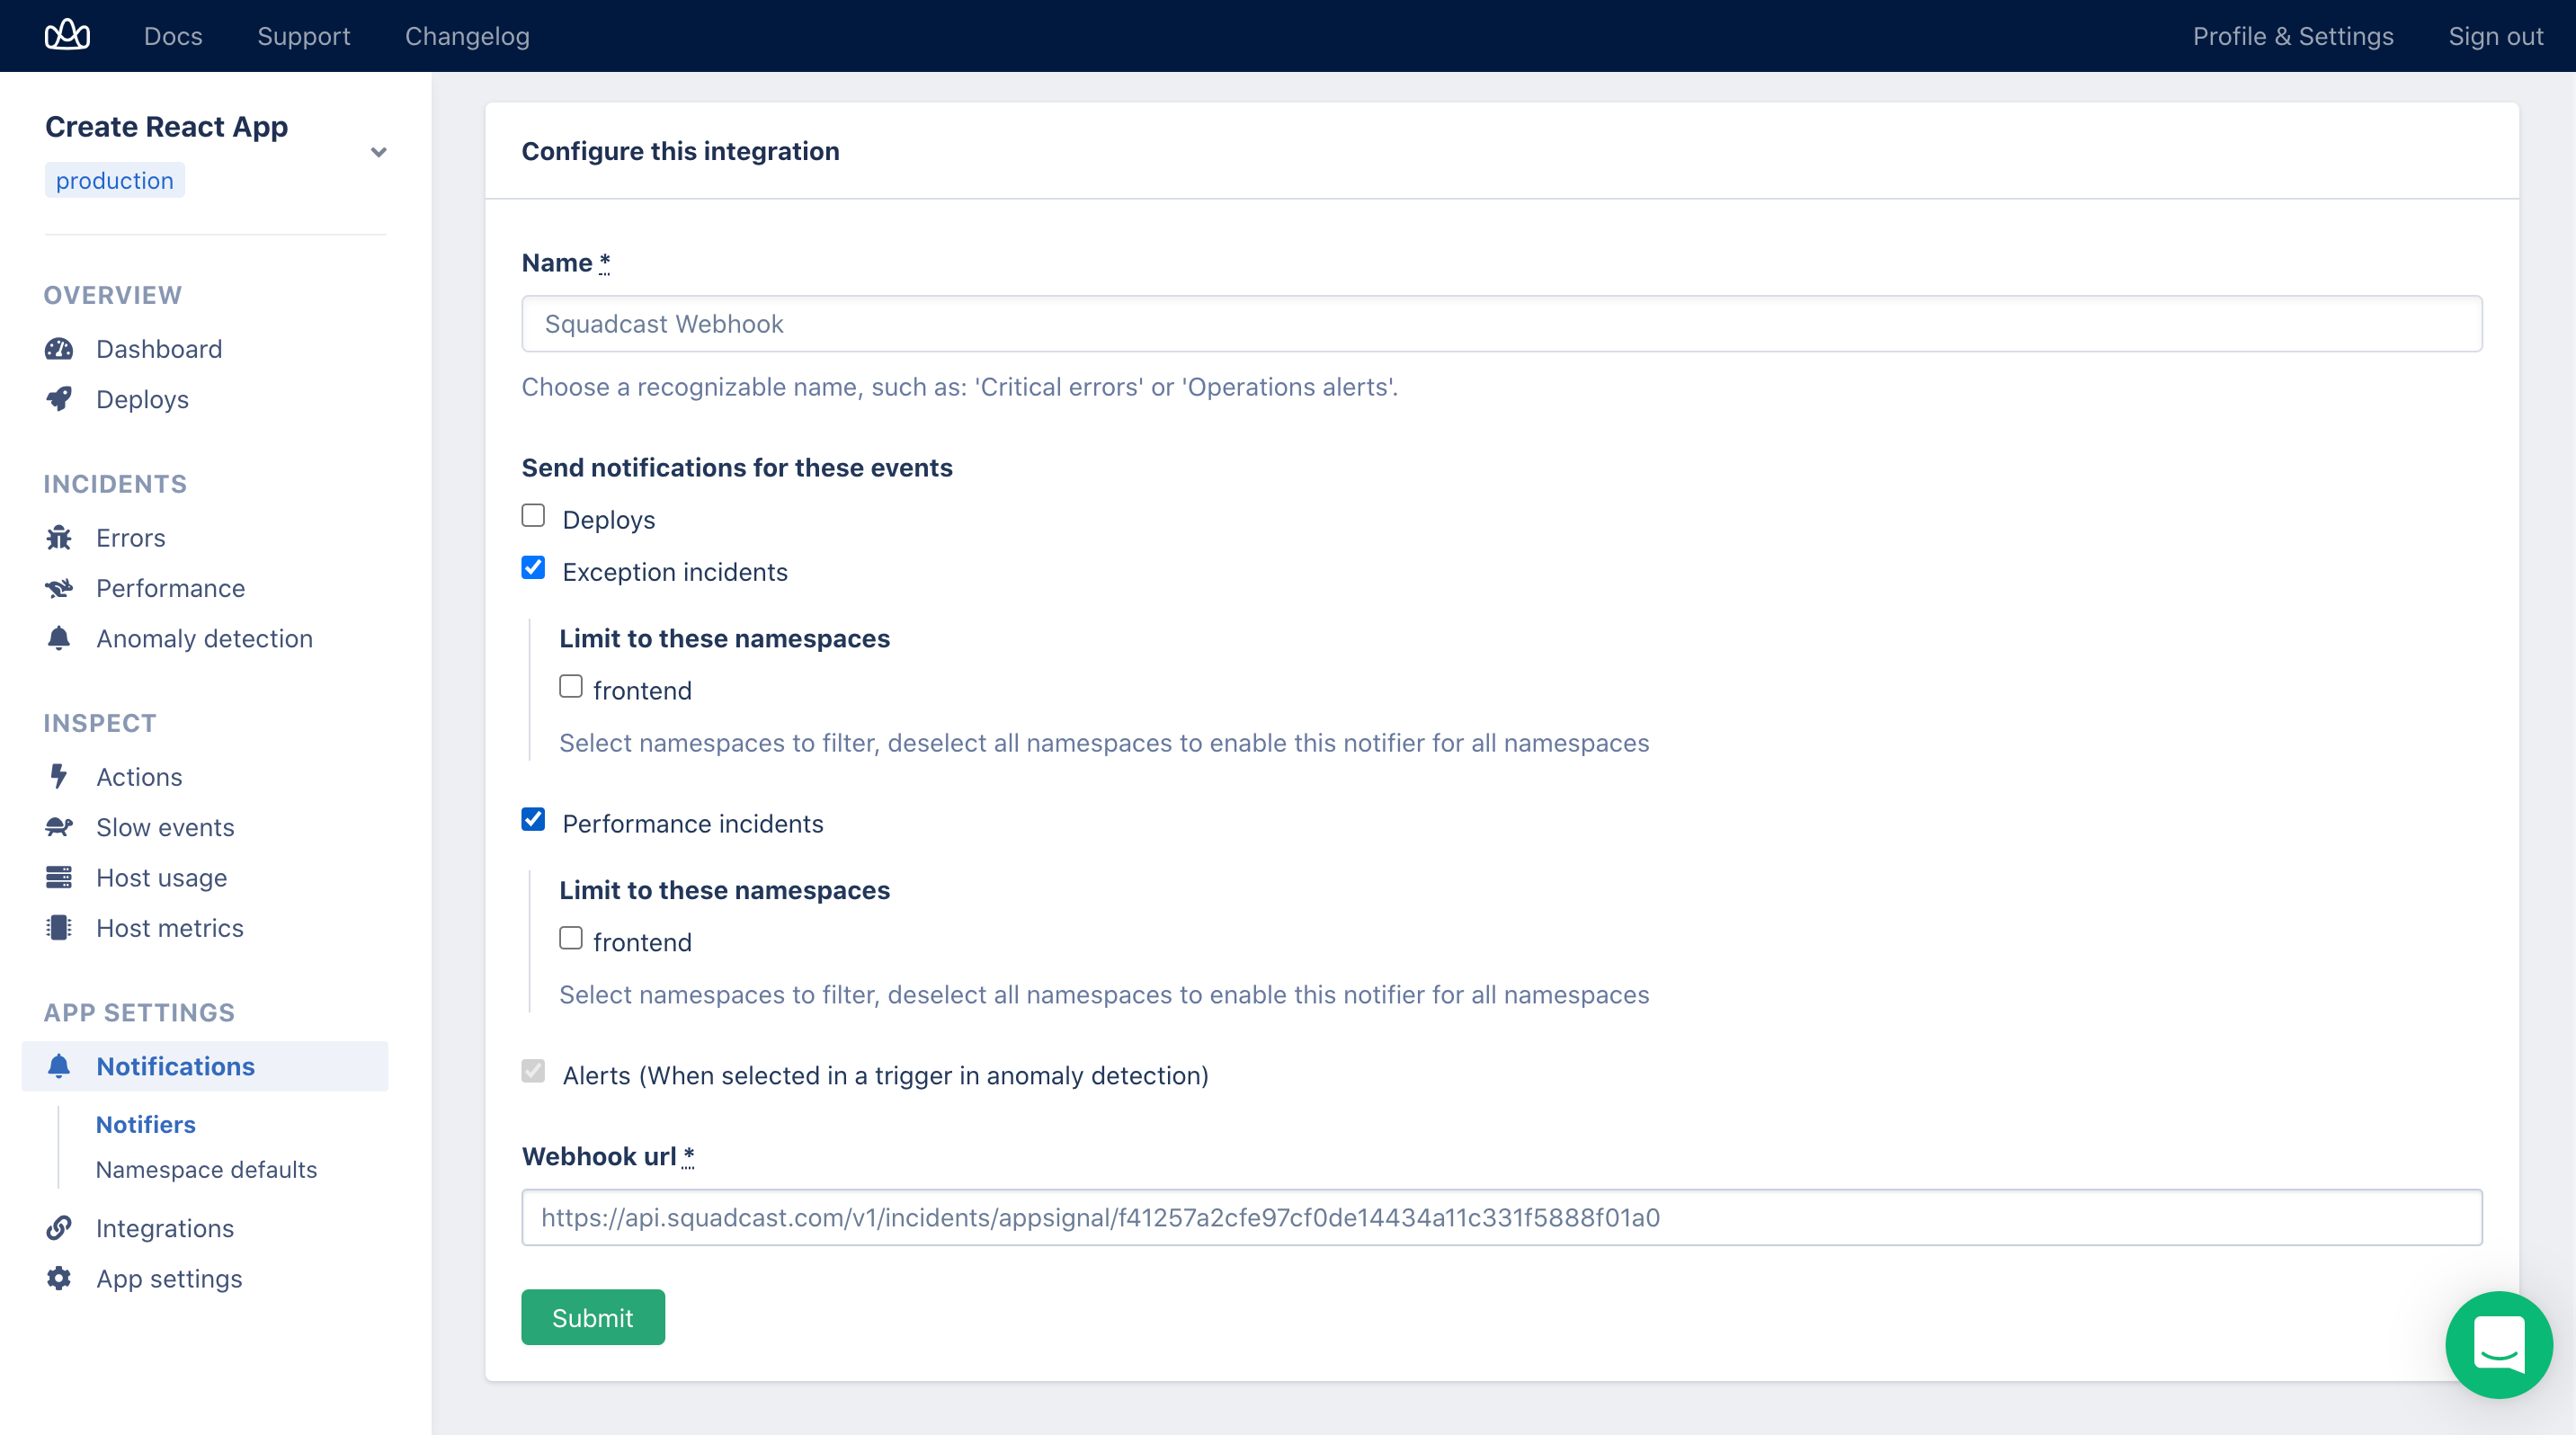 Docs Support Changelog Profile & Settings Sign out
Create React App
production
OVERVIEW
Dashboard
Deploys
INCIDENTS
Errors
Performance
Anomaly detection
INSPECT
Actions
Slow events
Host usage
Host metrics
APP SETTINGS
Notifications
Notifiers
Namespace defaults
Integrations
App settings
Configure this integration
Name *
Squadcast Webhook
Choose a recognizable name, such as: 'Critical errors' or 'Operations alerts'.
Send notifications for these events
Deploys
Exception incidents
Limit to these namespaces
frontend
Select namespaces to filter, deselect all namespaces to enable this notifier for all namespaces
Performance incidents
Limit to these namespaces
frontend
Select namespaces to filter, deselect all namespaces to enable this notifier for all namespaces
Alerts (When selected in a trigger in anomaly detection)
Webhook url *
https://api.squadcast.com/v1/incidents/appsignal/f41257a2cfe97cf0de14434a11c331f5888f01a0
Submit